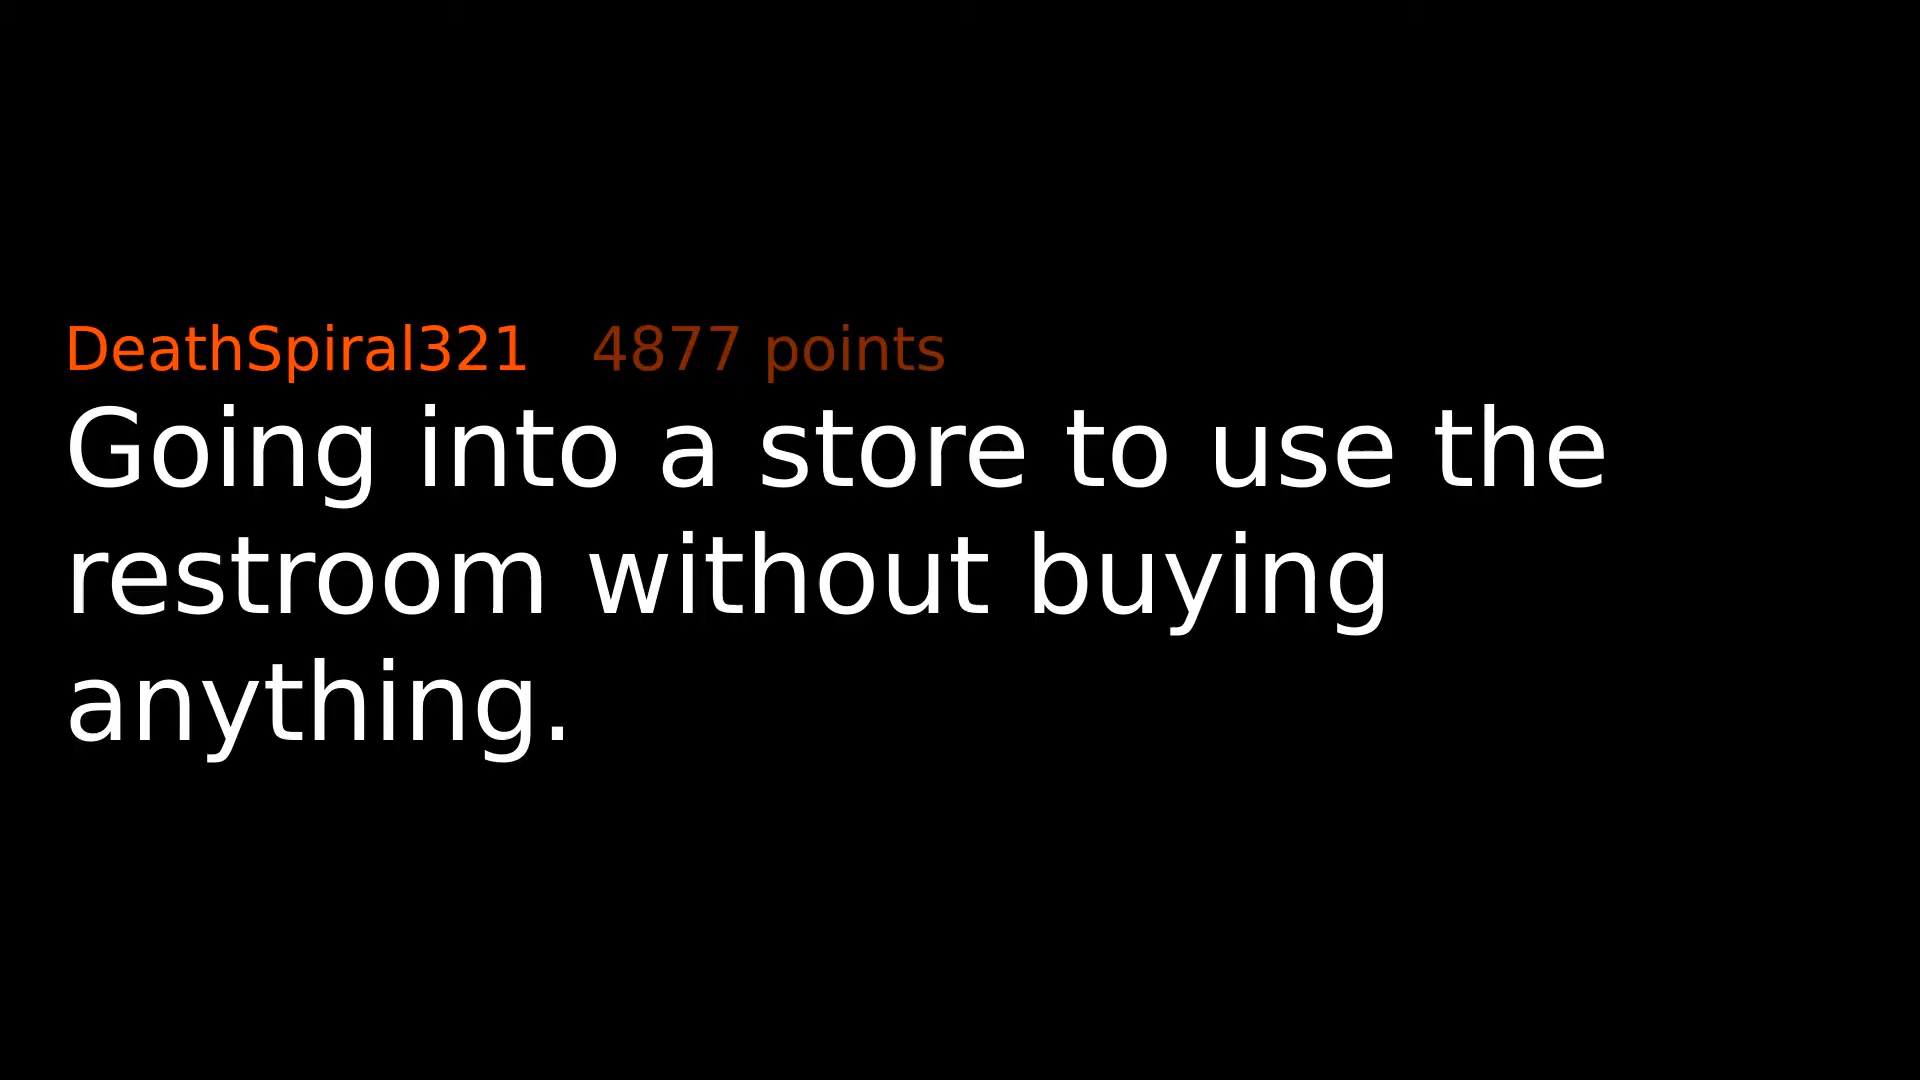 DeathSpiral321 4877 points
Going into a store to use the
restroom without buying
anything.